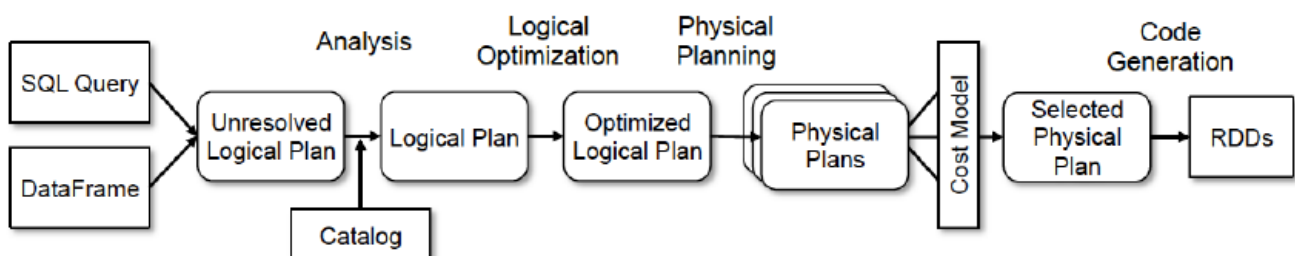 Analysis
Logical
Optimization
Physical
Planning
Code
Generation
SQL Query
DataFrame
Unresolved
Logical Plan
Catalog
Logical Plan
Optimized
Logical Plan
Physical
Plans
Cost Model
Selected
Physical
Plan
RDDs